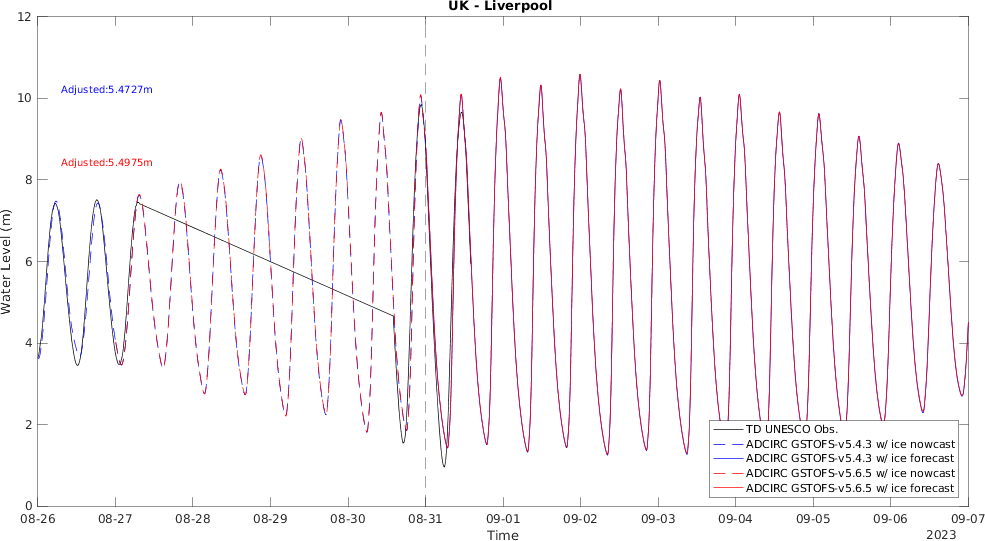 UK - Liverpool
12
10
8
6
4
2
0
Water Level (m)
Adjusted:5.4727m
Adjusted:5.4975m
TD UNESCO Obs.
ADCIRC GSTOFS-v5.4.3 w/ ice nowcast
ADCIRC GSTOFS-v5.4.3 w/ ice forecast
ADCIRC GSTOFS-v5.6.5 w/ ice nowcast
ADCIRC GSTOFS-v5.6.5 w/ ice forecast
08-26 08-27 08-28 08-29 08-30 08-31 09-01 09-02 09-03 09-04 09-05 09-06 09-07
Time
2023